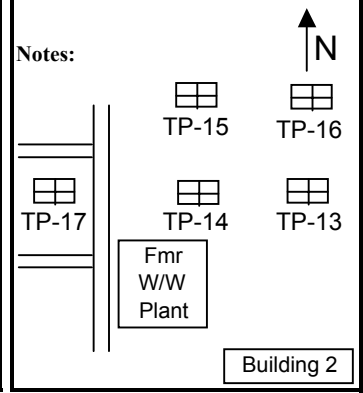 N
Notes:
TP-15
TP-16
TP-17
TP-14
TP-13
Fmr
W/W
Plant
Building 2